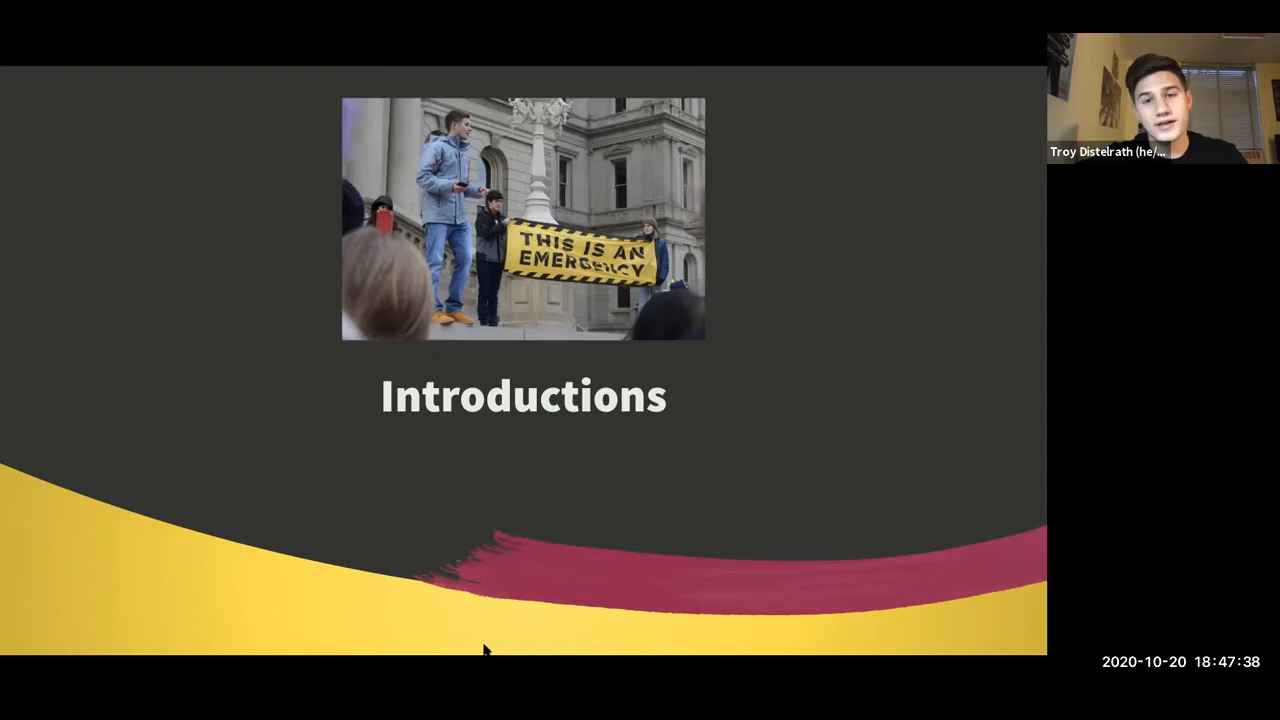 THIS IS AN
EMERGENCY
Troy Distelrath (he/...
Introductions
2020-10-20 18:47:38